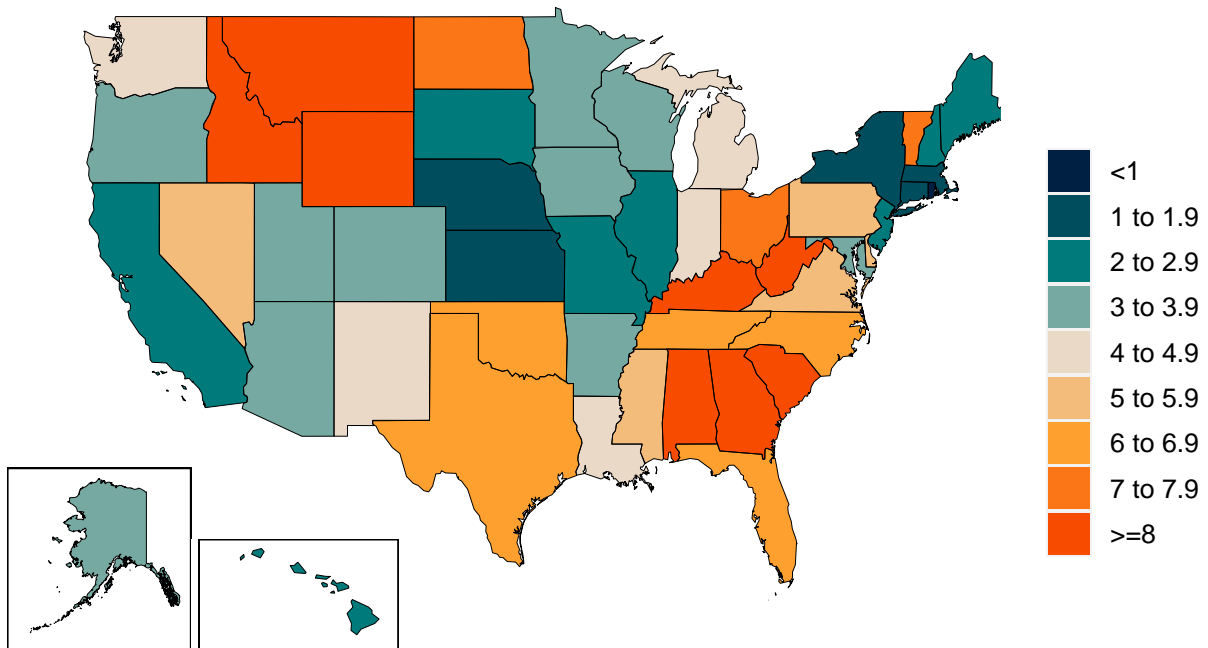 <1
1 to 1.9
2 to 2.9
3 to 3.9
4 to 4.9
5 to 5.9
6 to 6.9
7 to 7.9
>=8